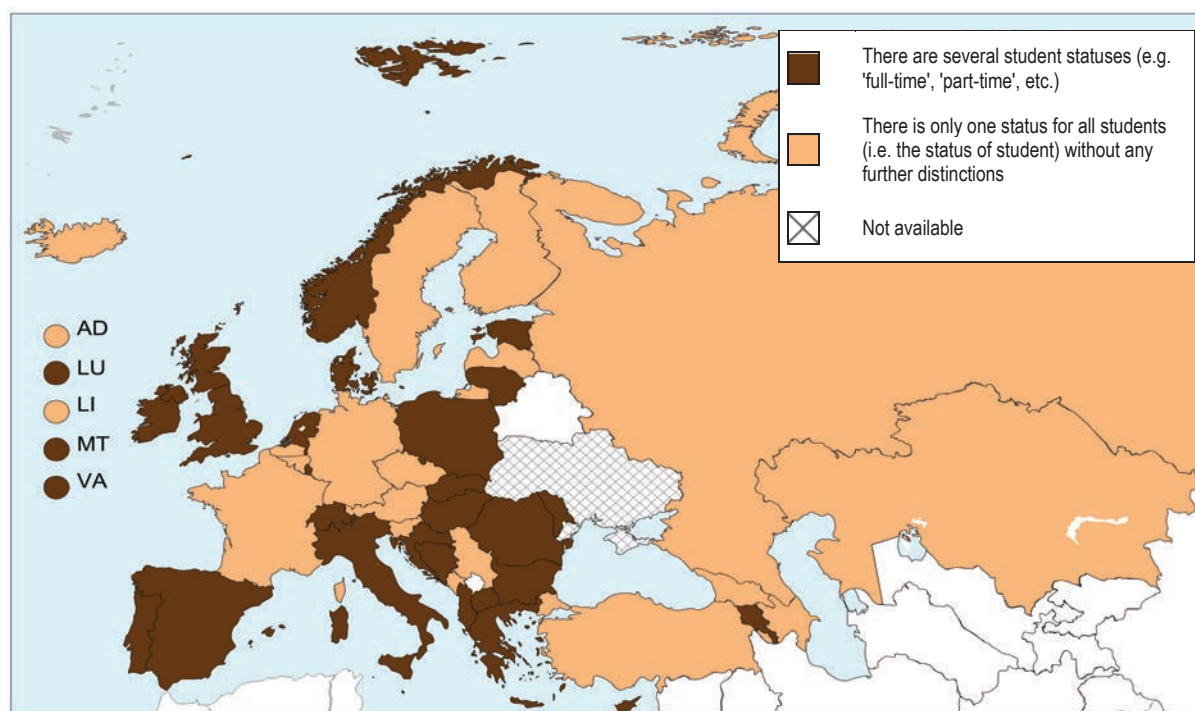 There are several student statuses (e.g.
'full-time', 'part-time', etc.)
There is only one status for all students
(i.e. the status of student) without any
further distinctions
Not available
AD
LU
LI
MT
VA